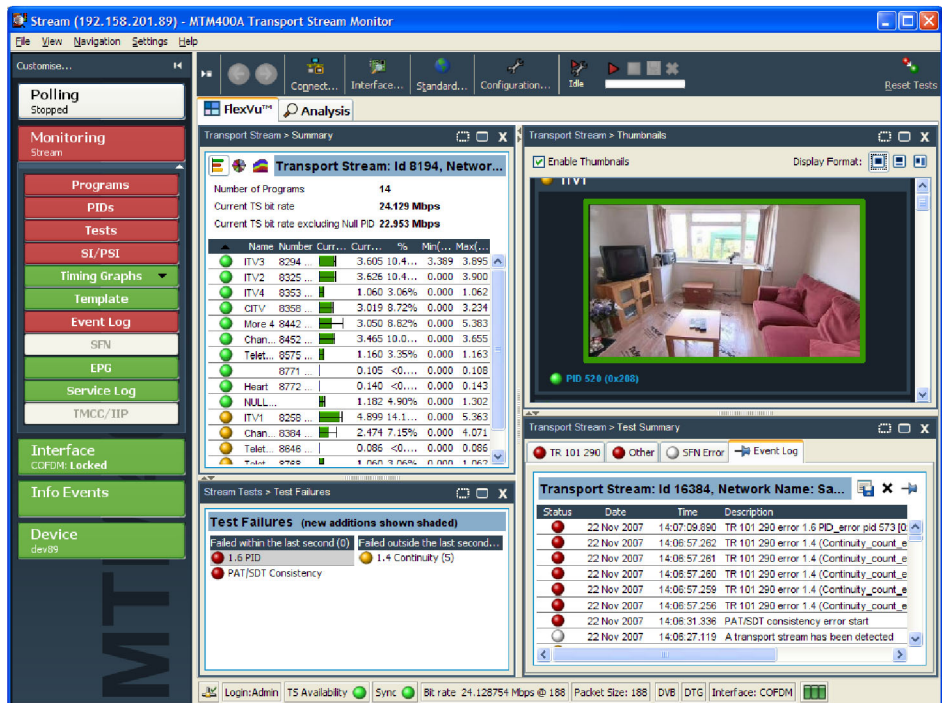 Stream (192.158.201.89) - MTM400A Transport Stream Monitor
File View Navigation Settings Help
Customise...
Polling
Stopped
Monitoring
Stream
Programs
PIDs
Tests
SI/PSI
Timing Graphs
Template
Event Log
SFN
EPG
Service Log
TMCC/IIP
Interface
COFDM: Locked
Info Events
Device
dev89
MTM
Connect... Interface... Standard... Configuration... Idle Reset Tests
FlexVu™ Analysis
Transport Stream > Summary
Transport Stream: Id 8194, Networ...
Number of Programs 14
Current TS bit rate 24.129 Mbps
Current TS bit rate excluding Null PID 22.953 Mbps
Name Number Curr... Curr... % Min(... Max(...
ITV3 8294 ... 3.605 10.4... 3.389 3.895
ITV2 8325 ... 3.626 10.4... 0.000 3.900
ITV4 8353 ... 1.060 3.06% 0.000 1.062
CITV 8358 ... 3.019 8.72% 0.000 3.234
More 4 8442 ... 3.050 8.82% 0.000 5.383
Chan... 8452 ... 3.465 10.0... 0.000 3.655
Telet... 8575 ... 1.160 3.35% 0.000 1.163
8771 ... 0.105 <0.... 0.000 0.108
Heart 8772 ... 0.140 <0.... 0.000 0.143
NULL... 1.182 4.90% 0.000 1.302
ITV1 8258 ... 4.899 14.1... 0.000 5.363
Chan... 8384 ... 2.474 7.15% 0.000 4.071
Telet... 8646 ... 0.086 <0.... 0.000 0.086
Telet... 8768 ... 1.060 3.06% 0.000 1.062
Stream Tests > Test Failures
Test Failures (new additions shown shaded)
Failed within the last second (0) Failed outside the last second...
1.6 PID 1.4 Continuity (5)
PAT/SDT Consistency
Transport Stream > Thumbnails
Enable Thumbnails Display Format:
ITV1
PID 520 (0x208)
Transport Stream > Test Summary
TR 101 290 Other SFN Error Event Log
Transport Stream: Id 16384, Network Name: Sa...
Status Date Time Description
22 Nov 2007 14:07:09.890 TR 101 290 error 1.6 PID_error pid 573 [0:
22 Nov 2007 14:06:57.262 TR 101 290 error 1.4 (Continuity_count_e
22 Nov 2007 14:06:57.261 TR 101 290 error 1.4 (Continuity_count_e
22 Nov 2007 14:06:57.260 TR 101 290 error 1.4 (Continuity_count_e
22 Nov 2007 14:06:57.259 TR 101 290 error 1.4 (Continuity_count_e
22 Nov 2007 14:06:57.256 TR 101 290 error 1.4 (Continuity_count_e
22 Nov 2007 14:06:31.336 PAT/SDT consistency error start
22 Nov 2007 14:06:27.119 A transport stream has been detected
Login:Admin TS Availability Sync Bit rate 24.128754 Mbps @ 188 Packet Size: 188 DVB DTG Interface: COFDM